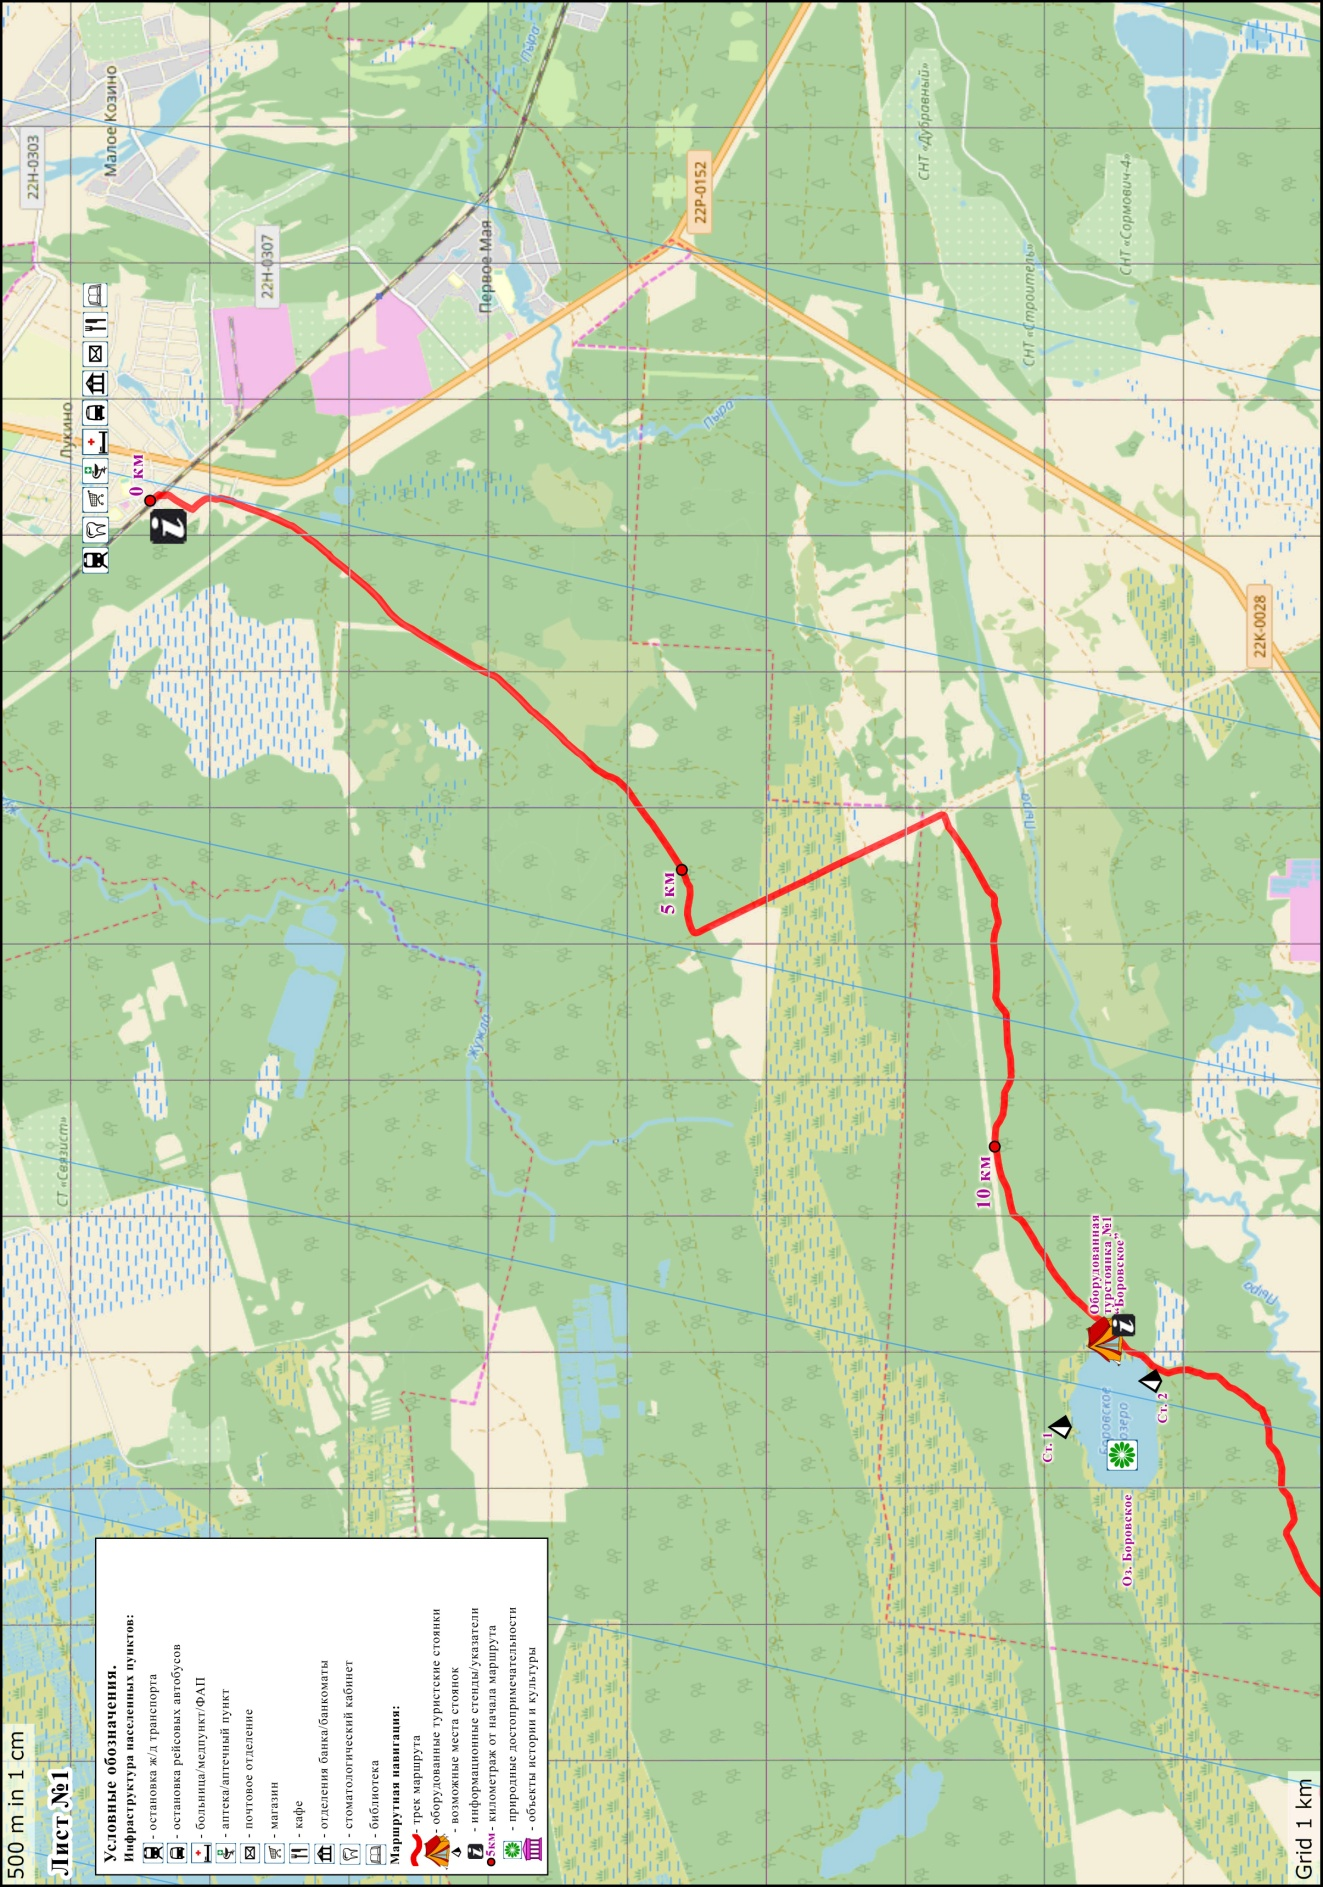 500 m in 1 cm
Лист №1
Условные обозначения.
Инфраструктура населенных пунктов:
- остановка ж/д транспорта
- остановка рейсовых автобусов
- больница/медпункт/ФАП
- аптека/аптечный пункт
- почтовое отделение
- магазин
- кафе
- отделения банка/банкоматы
- стоматологический кабинет
- библиотека
Маршрутная навигация:
- трек маршрута
- оборудованные туристские стоянки
- возможные места стоянок
- информационные стенды/указатели
5км - километраж от начала маршрута
- природные достопримечательности
- объекты истории и культуры
Grid 1 km
СТ «Связист»
Жужла
Лукино
0 км
5 км
10 км
Оборудованная
турстоянка №1
"Боровское"
Ст. 1
Ст. 2
Боровское
озеро
Оз. Боровское
Пыра
Пыра
Пыра
Пыра
22Н-0303
Малое Козино
22Н-0307
Первое Мая
22Р-0152
СНТ «Дубравный»
СНТ «Строитель»
СНТ «Сормович-4»
22К-0028